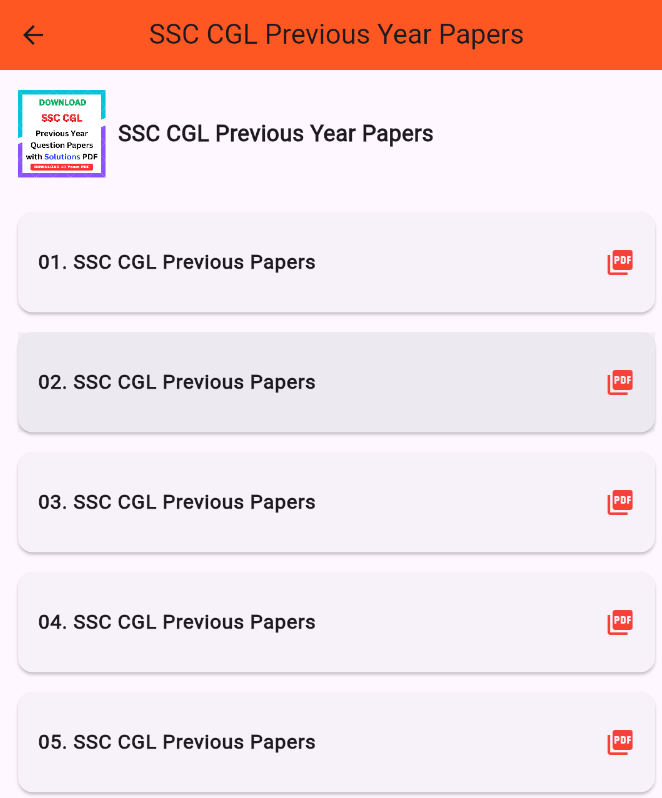 SSC CGL Previous Year Papers
DOWNLOAD
SSC CGL
Previous Year
Question Papers
with Solutions PDF
SSC CGL Previous Year Papers
01. SSC CGL Previous Papers
PDF
02. SSC CGL Previous Papers
PDF
03. SSC CGL Previous Papers
PDF
04. SSC CGL Previous Papers
PDF
05. SSC CGL Previous Papers
PDF